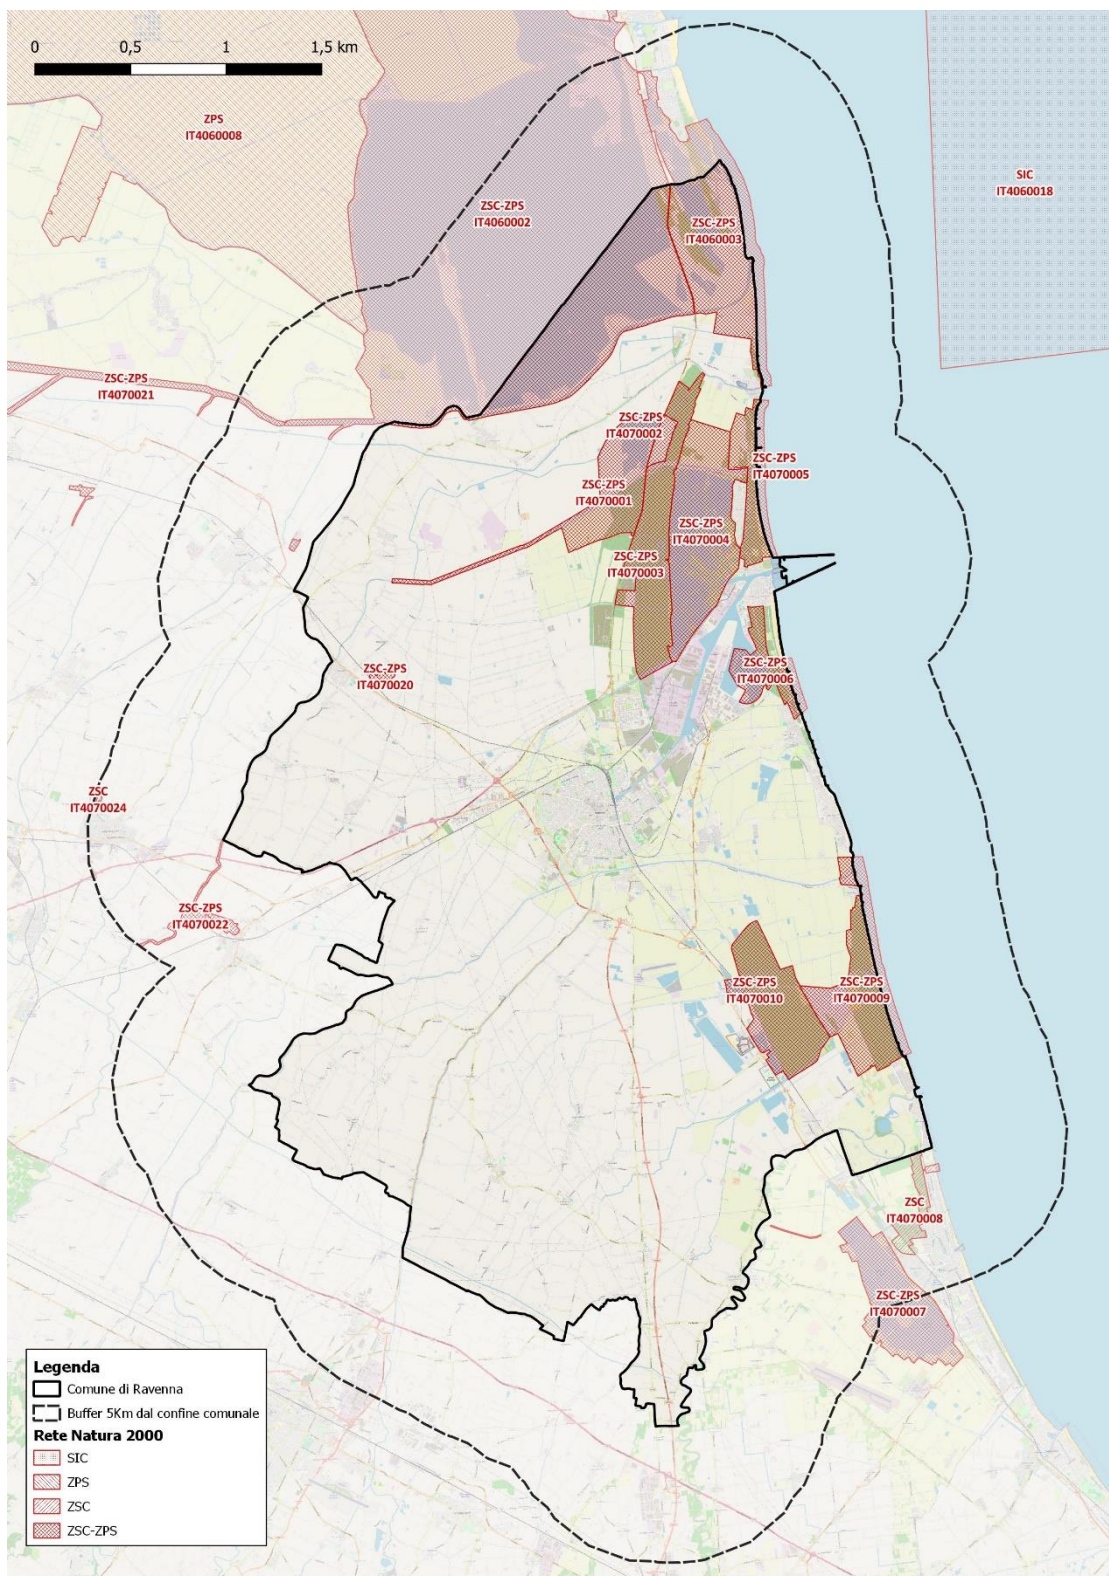 0 0,5 1 1,5 km
ZPS
IT4060008
SIC
IT4060018
ZSC-ZPS
IT4060002
ZSC-ZPS
IT4060003
ZSC-ZPS
IT4070021
ZSC-ZPS
IT4070002
ZSC-ZPS
IT4070005
ZSC-ZPS
IT4070001
ZSC-ZPS
IT4070004
ZSC-ZPS
IT4070003
ZSC-ZPS
IT4070006
ZSC-ZPS
IT4070020
ZSC
IT4070024
ZSC-ZPS
IT4070022
ZSC-ZPS
IT4070010
ZSC-ZPS
IT4070009
ZSC
IT4070008
ZSC-ZPS
IT4070007
Legenda
Comune di Ravenna
Buffer 5Km dal confine comunale
Rete Natura 2000
SIC
ZPS
ZSC
ZSC-ZPS